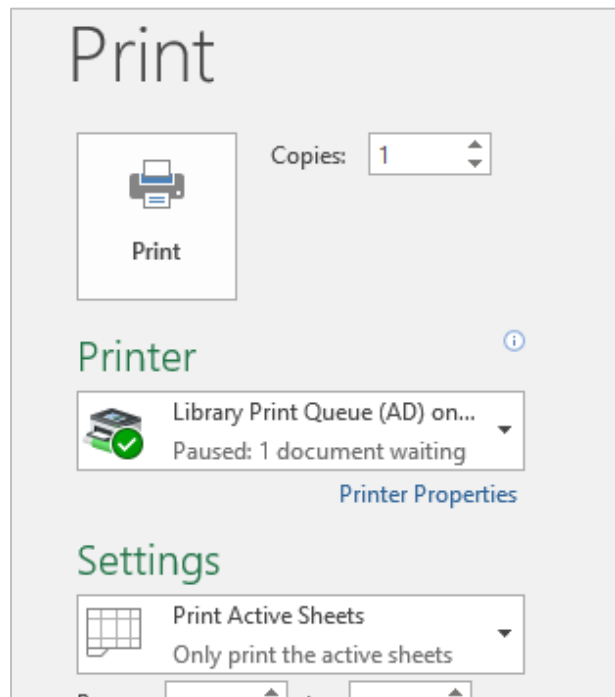 Print
Copies: 1
Print
Printer
Library Print Queue (AD) on...
Paused: 1 document waiting
Printer Properties
Settings
Print Active Sheets
Only print the active sheets